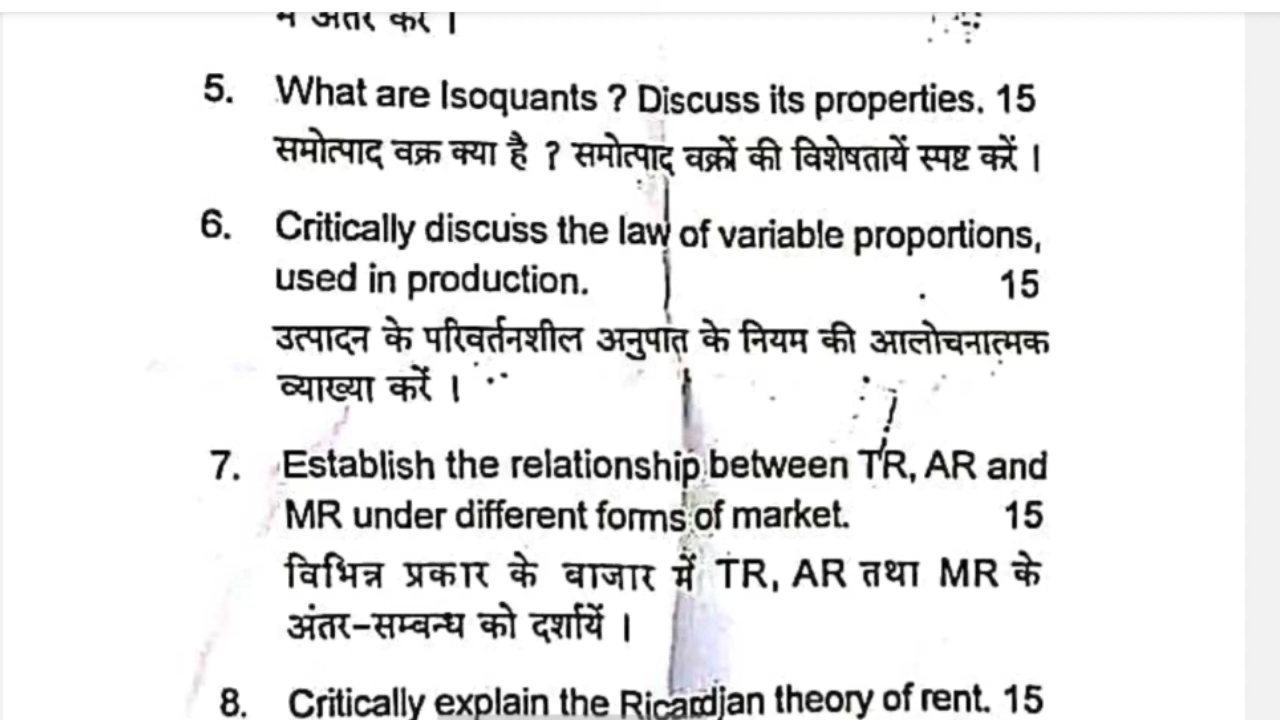 में अंतर करें ।
5. What are Isoquants ? Discuss its properties. 15
समोत्पाद वक्र क्या है ? समोत्पाद वक्रों की विशेषतायें स्पष्ट करें ।
6. Critically discuss the law of variable proportions,
used in production. 15
उत्पादन के परिवर्तनशील अनुपात के नियम की आलोचनात्मक
व्याख्या करें ।
7. Establish the relationship between TR, AR and
MR under different forms of market. 15
विभिन्न प्रकार के बाजार में TR, AR तथा MR के
अंतर-सम्बन्ध को दर्शायें ।
8. Critically explain the Ricardian theory of rent. 15